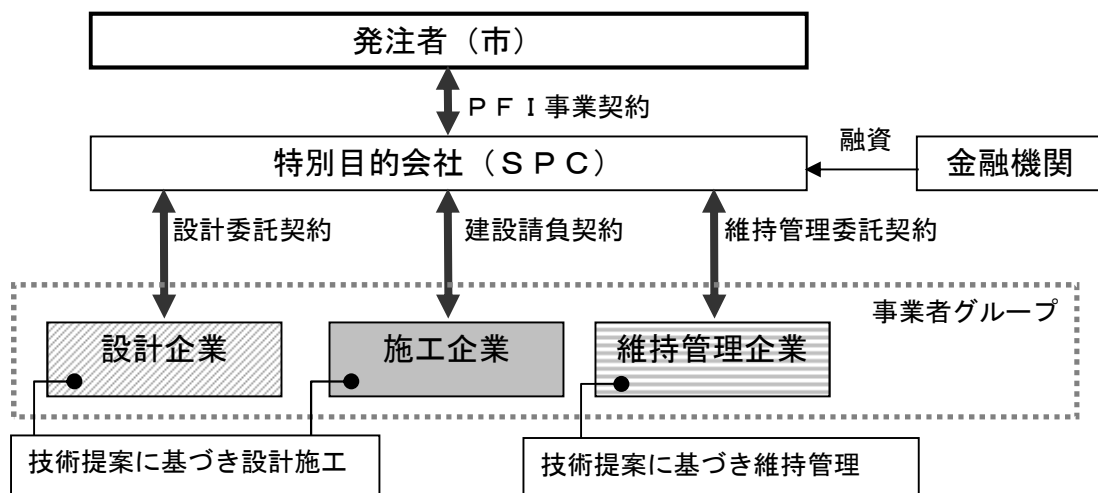 発注者（市）
ＰＦＩ事業契約
特別目的会社（ＳＰＣ）
融資
金融機関
設計委託契約
建設請負契約
維持管理委託契約
事業者グループ
設計企業
施工企業
維持管理企業
技術提案に基づき設計施工
技術提案に基づき維持管理